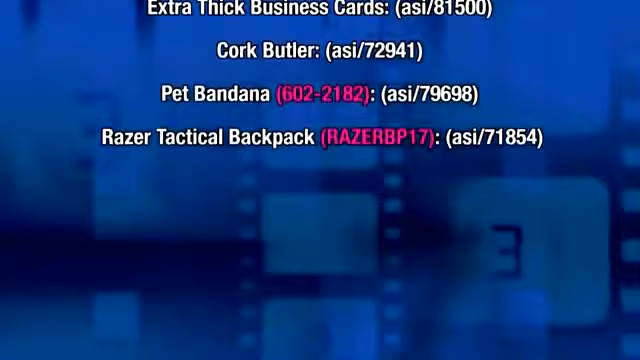 Extra Thick Business Cards: (asi/81500)
Cork Butler: (asi/72941)
Pet Bandana (602-2182): (asi/79698)
Razer Tactical Backpack (RAZERBP17): (asi/71854)
3